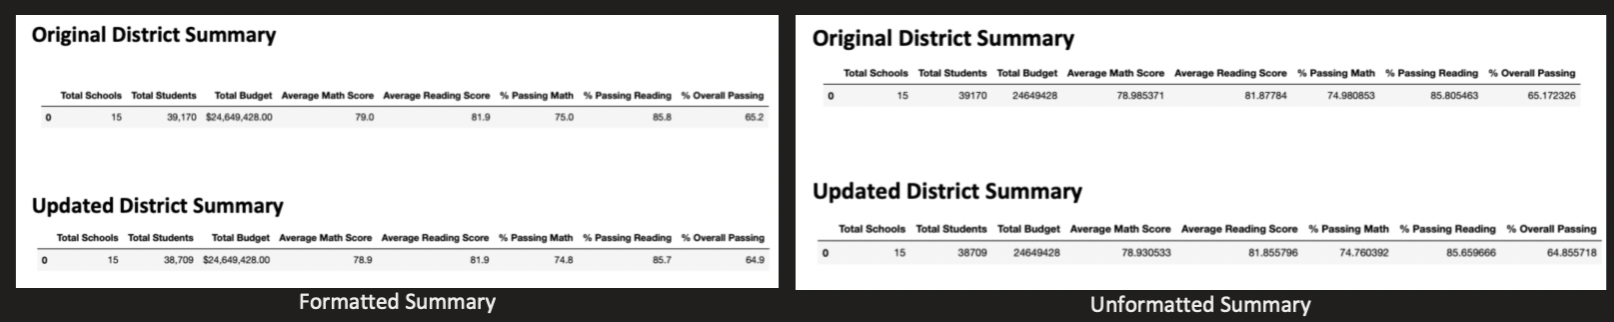 Original District Summary
Total Schools Total Students Total Budget Average Math Score Average Reading Score % Passing Math % Passing Reading % Overall Passing
0 15 39,170 $24,649,428.00 79.0 81.9 75.0 85.8 65.2
Updated District Summary
Total Schools Total Students Total Budget Average Math Score Average Reading Score % Passing Math % Passing Reading % Overall Passing
0 15 38,709 $24,649,428.00 78.9 81.9 74.8 85.7 64.9
Formatted Summary
Original District Summary
Total Schools Total Students Total Budget Average Math Score Average Reading Score % Passing Math % Passing Reading % Overall Passing
0 15 39170 24649428 78.985371 81.87784 74.980853 85.805463 65.172326
Updated District Summary
Total Schools Total Students Total Budget Average Math Score Average Reading Score % Passing Math % Passing Reading % Overall Passing
0 15 38709 24649428 78.930533 81.855796 74.760392 85.659666 64.855718
Unformatted Summary